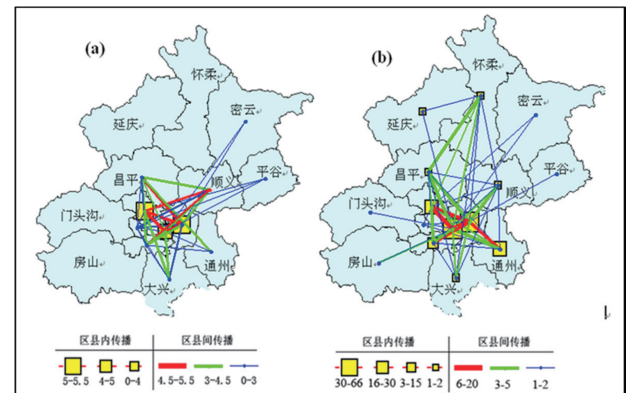 (a)
怀柔
密云
延庆
昌平
顺义
平谷
门头沟
房山
大兴
通州
区县内传播
区县间传播
5-5.5
4-5
0-4
4.5-5.5
3-4.5
0-3
(b)
怀柔
密云
延庆
昌平
顺义
平谷
门头沟
房山
大兴
通州
区县内传播
区县间传播
30-66
16-30
3-15
1-2
6-20
3-5
1-2